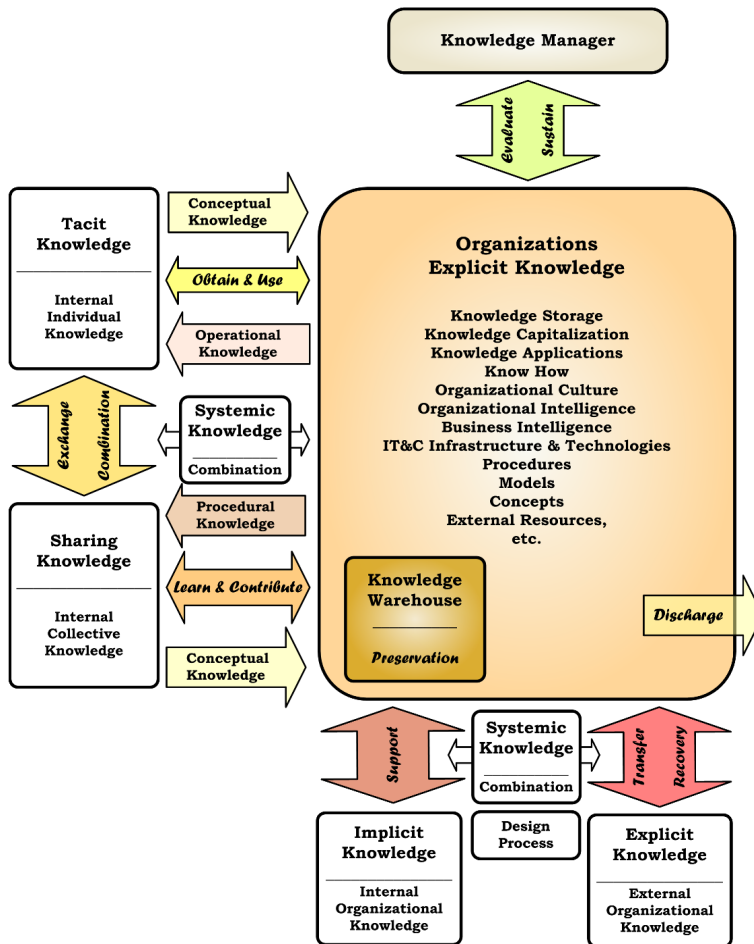 Knowledge Manager
Evaluate
Sustain
Tacit
Knowledge
Internal
Individual
Knowledge
Conceptual
Knowledge
Obtain & Use
Operational
Knowledge
Organizations
Explicit Knowledge
Knowledge Storage
Knowledge Capitalization
Knowledge Applications
Know How
Organizational Culture
Organizational Intelligence
Business Intelligence
IT&C Infrastructure & Technologies
Procedures
Models
Concepts
External Resources,
etc.
Exchange
Combination
Systemic
Knowledge
Combination
Sharing
Knowledge
Internal
Collective
Knowledge
Procedural
Knowledge
Learn & Contribute
Conceptual
Knowledge
Knowledge
Warehouse
Preservation
Discharge
Support
Systemic
Knowledge
Combination
Transfer
Recovery
Implicit
Knowledge
Internal
Organizational
Knowledge
Design
Process
Explicit
Knowledge
External
Organizational
Knowledge